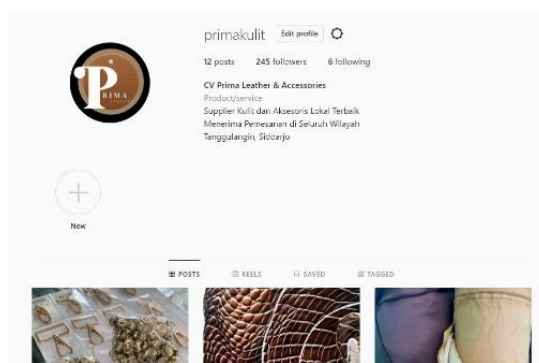 primakulit Edit profile
12 posts 245 followers 6 following
CV Prima Leather & Accessories
Product/service
Supplier Kulit dan Aksesoris Lokal Terbaik
Menerima Pemesanan di Seluruh Wilayah
Tanggulangin, Sidoarjo
PRIMA
New
POSTS REELS SAVED TAGGED